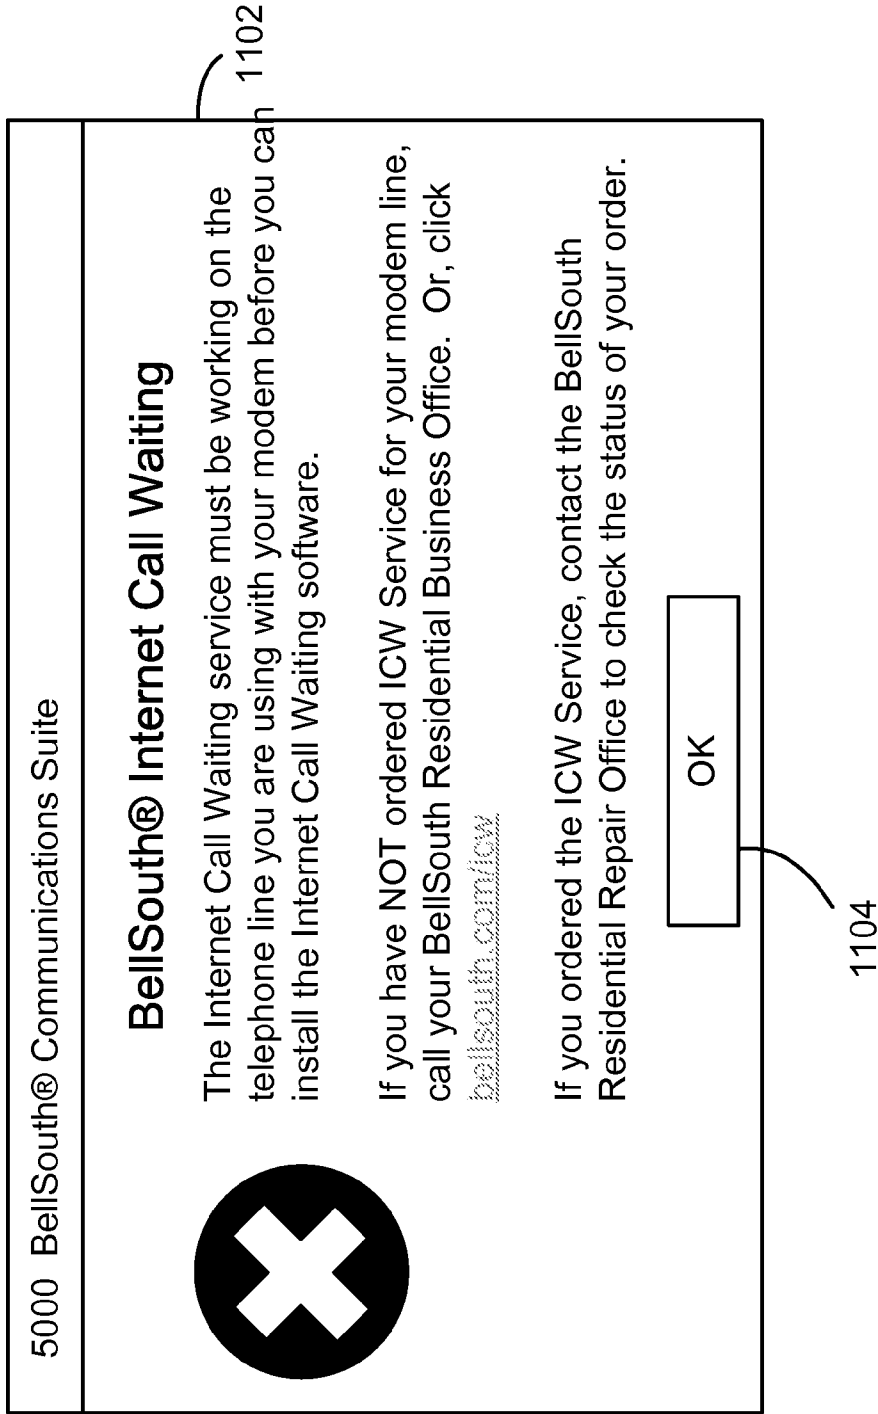 5000 BellSouth® Communications Suite
BellSouth® Internet Call Waiting
The Internet Call Waiting service must be working on the
telephone line you are using with your modem before you can
install the Internet Call Waiting software.
If you have NOT ordered ICW Service for your modem line,
call your BellSouth Residential Business Office. Or, click
bellsouth.com/icw
If you ordered the ICW Service, contact the BellSouth
Residential Repair Office to check the status of your order.
OK
1102
1104